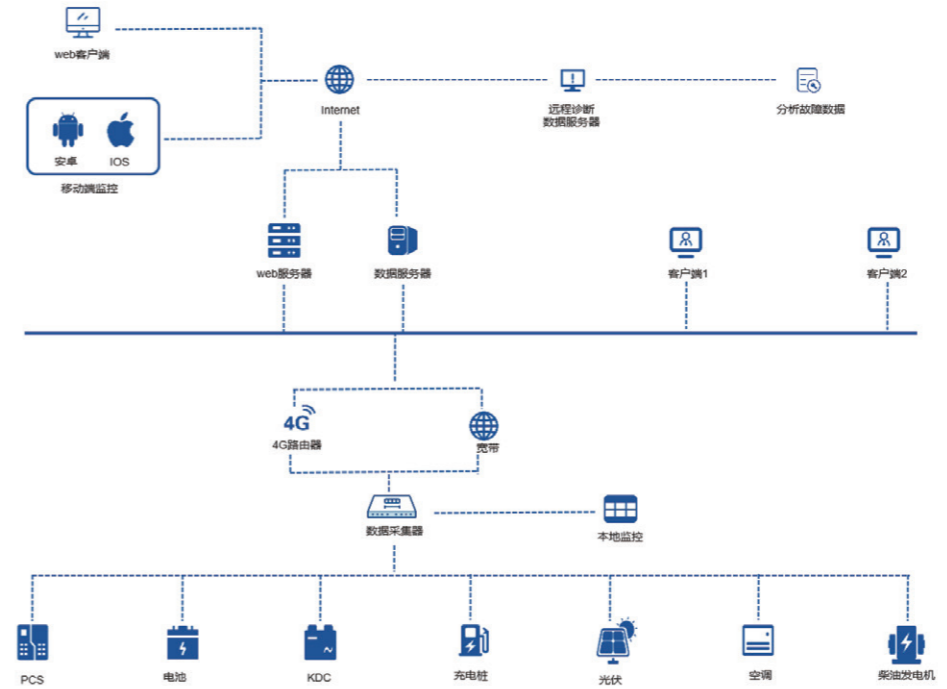 web客户端
安卓
IOS
移动端监控
Internet
远程诊断
数据服务器
分析故障数据
web服务器
数据服务器
客户端1
客户端2
4G
4G路由器
宽带
数据采集器
本地监控
PCS
电池
KDC
充电桩
光伏
空调
柴油发电机